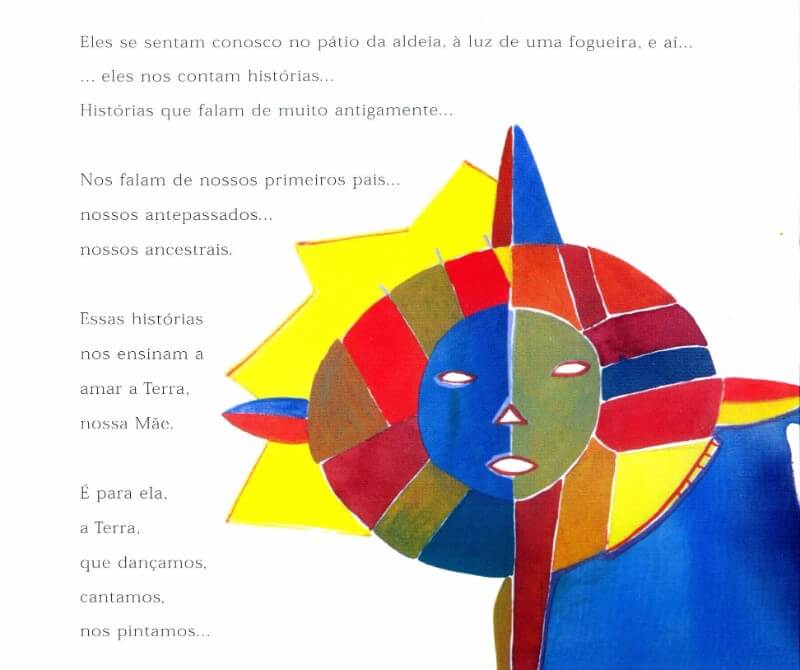 Eles se sentam conosco no pátio da aldeia, à luz de uma fogueira, e aí...
... eles nos contam histórias...
Histórias que falam de muito antigamente...
Nos falam de nossos primeiros pais...
nossos antepassados...
nossos ancestrais.
Essas histórias
nos ensinam a
amar a Terra,
nossa Mãe.
É para ela,
a Terra,
que dançamos,
cantamos,
nos pintamos...